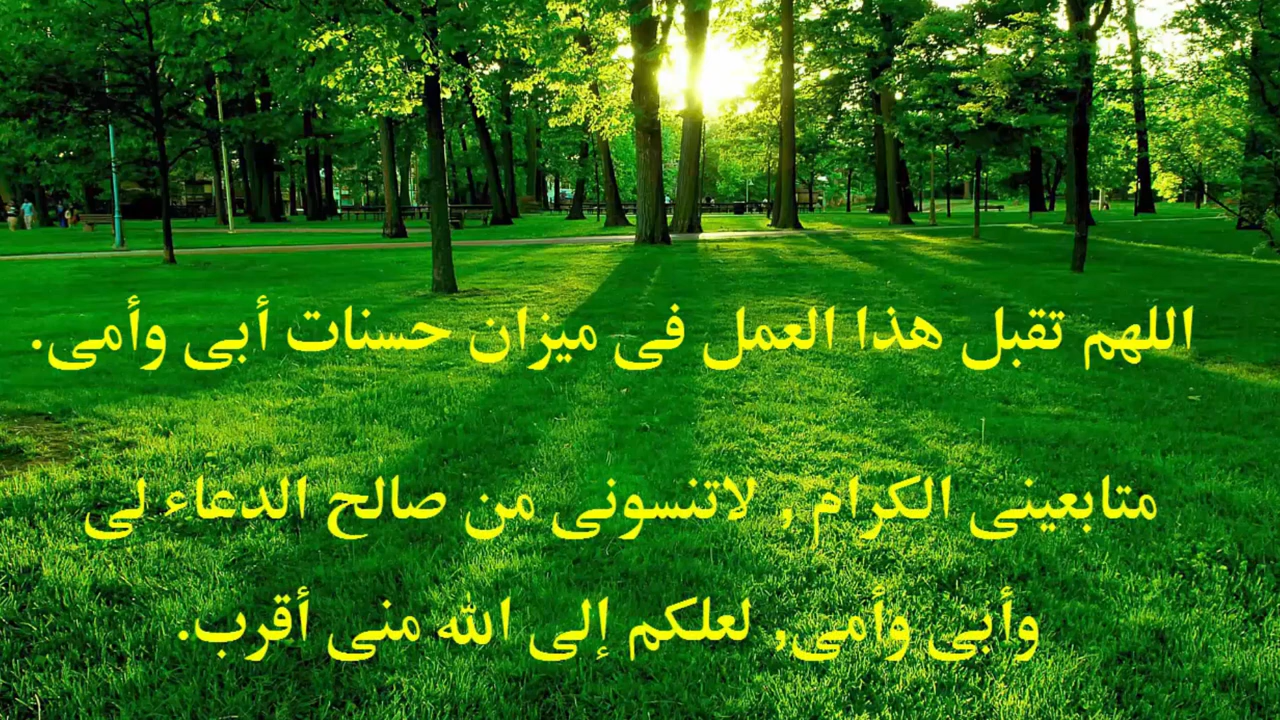 اللهم تقبل هذا العمل فى ميزان حسنات أبى وأمى.
متابعينى الكرام , لاتنسونى من صالح الدعاء لى
وأبى وأمى, لعلكم إلى الله منى أقرب.